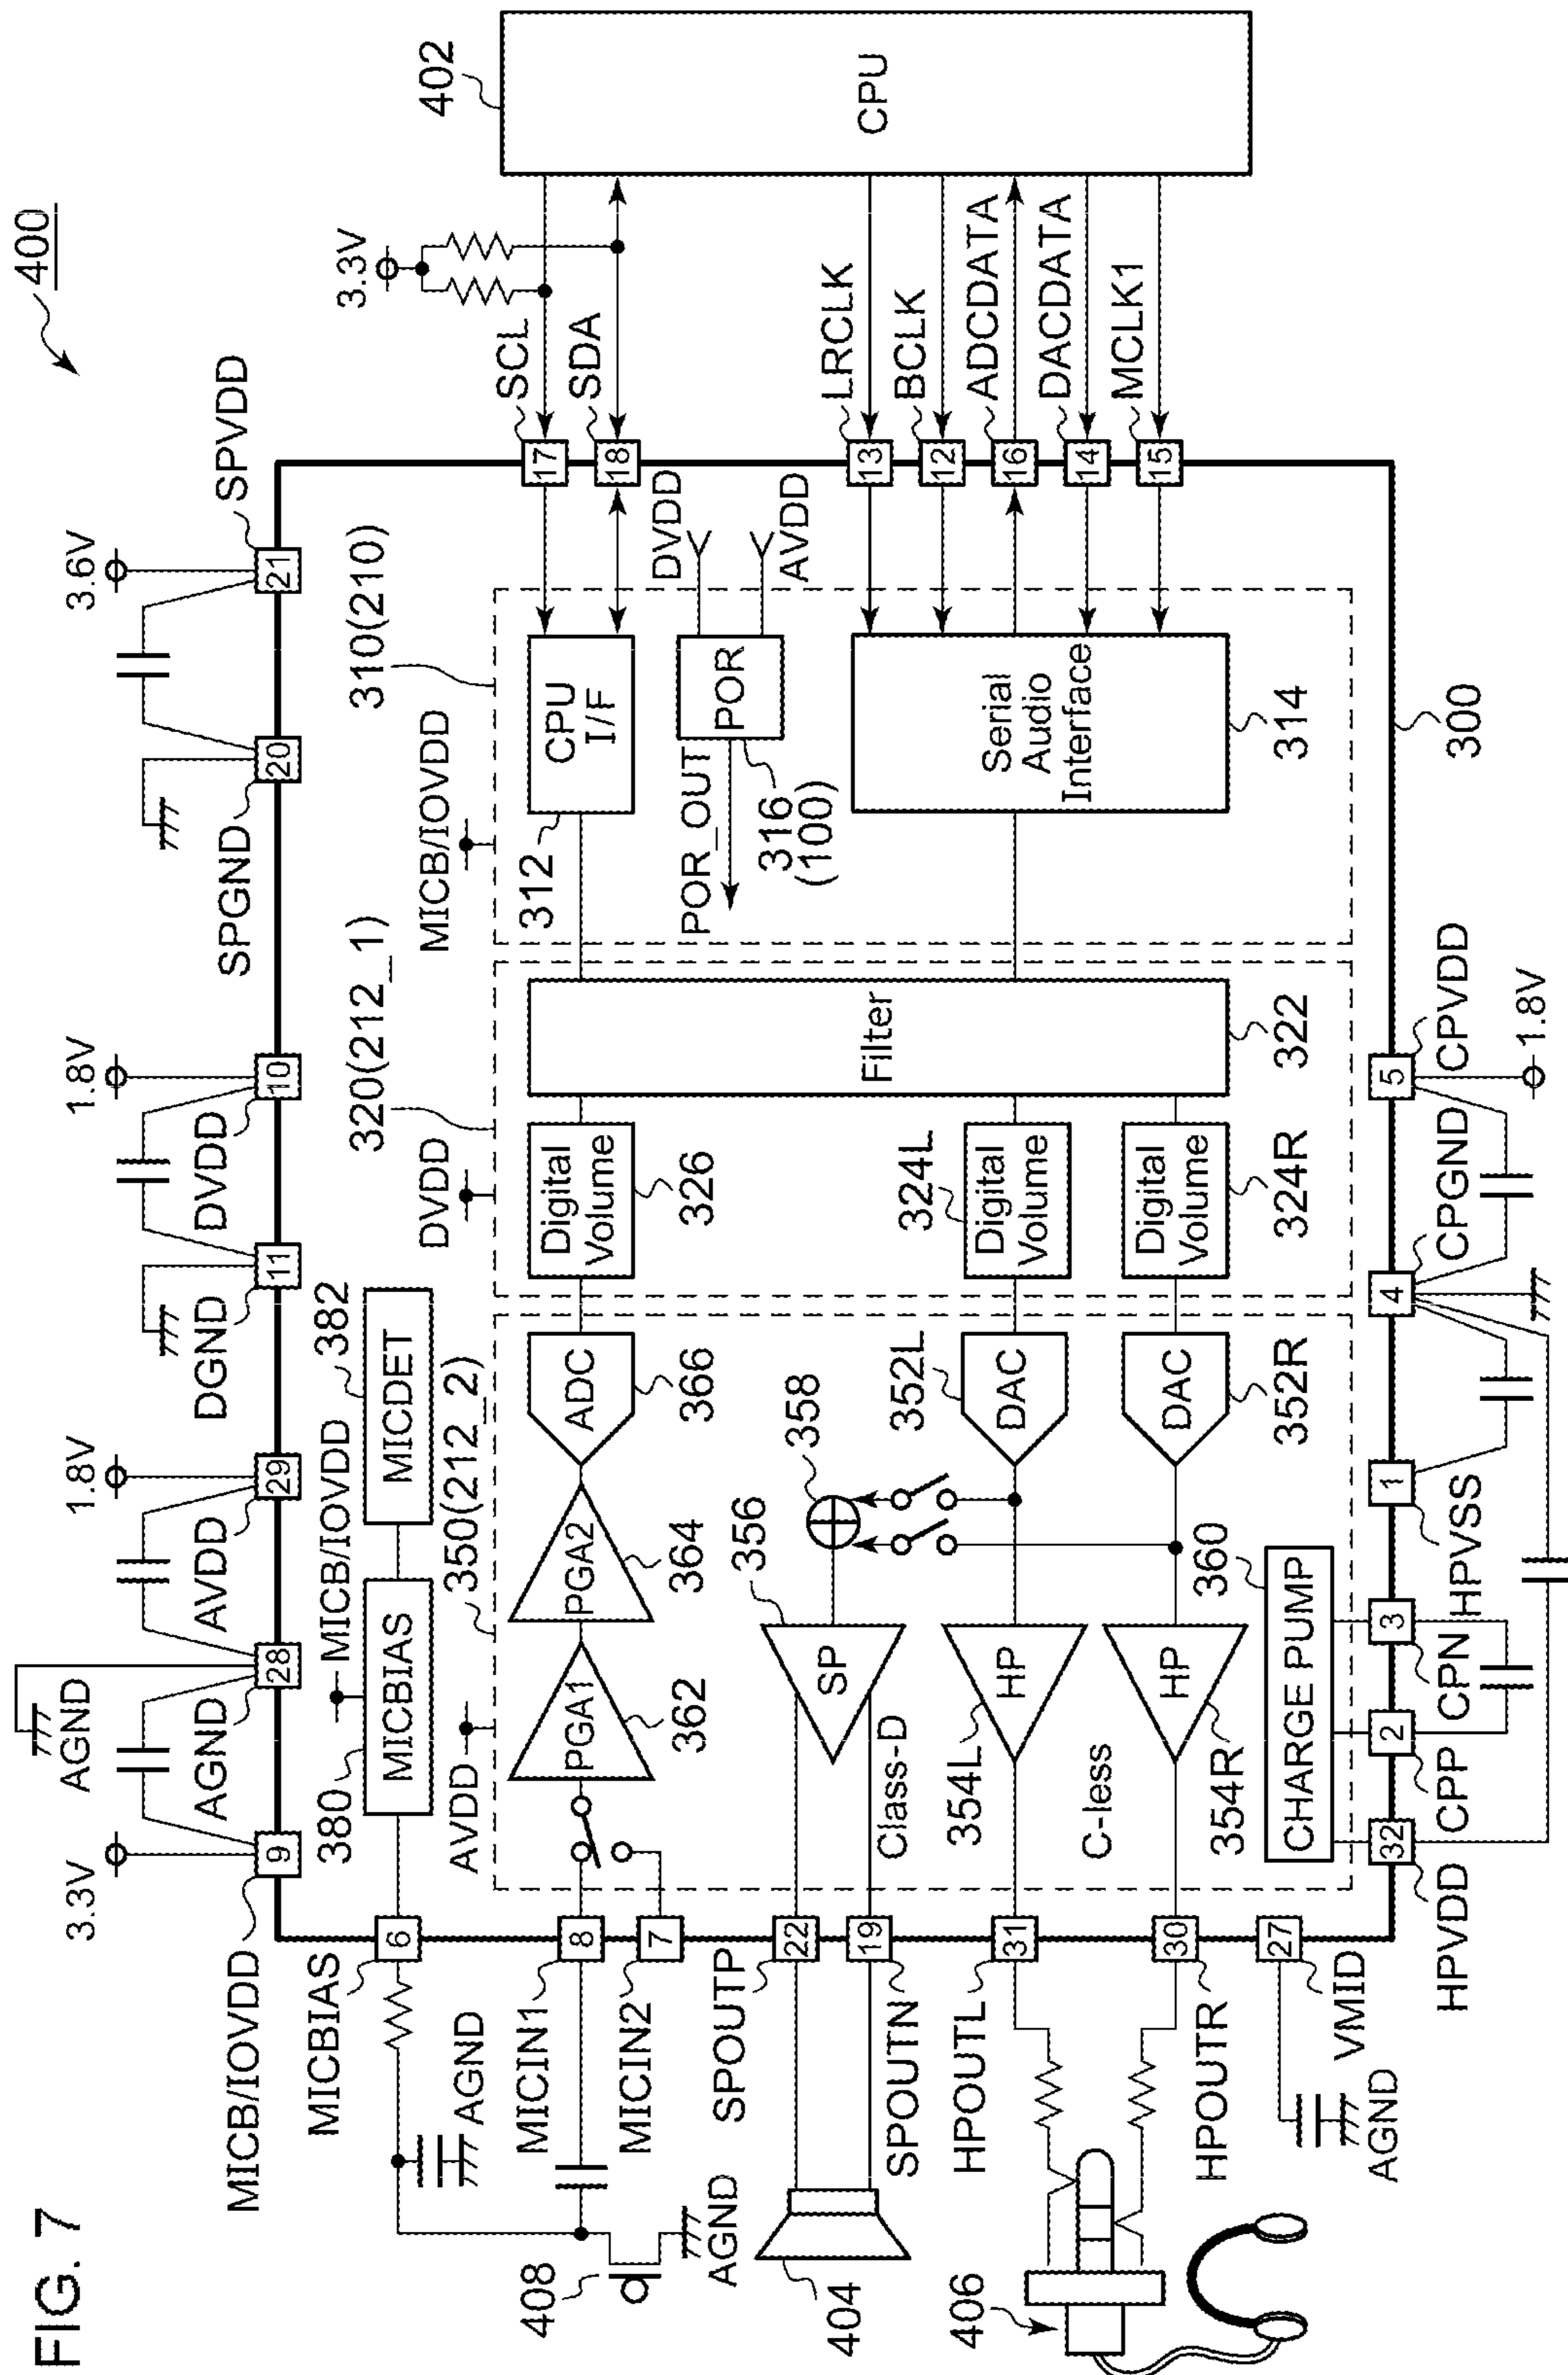 FIG. 7
400
3.3V
AGND
1.8V
1.8V
3.6V
MICB/IOVDD
9
AGND
28
AVDD
29
DGND
11
DVDD
10
SPGND
20
SPVDD
21
MICBIAS
6
380
MICBIAS
MICB/IOVDD
MICDET
382
AVDD
350(212_2)
DVDD
320(212_1)
MICB/IOVDD
310(210)
3.3V
402
AGND
MICIN1
8
MICIN2
7
408
AGND
PGA1
362
PGA2
364
ADC
366
Digital
Volume
326
312
CPU
I/F
17
SCL
18
SDA
POR_OUT
POR
316
(100)
DVDD
AVDD
SPOUTP
22
SPOUTN
19
404
SP
356
Class-D
358
Filter
322
Serial
Audio
Interface
314
13
LRCLK
12
BCLK
16
ADCDATA
14
DACDATA
15
MCLK1
CPU
HPOUTL
31
HPOUTR
30
406
354L
HP
C-less
354R
HP
352L
DAC
DAC
352R
324L
Digital
Volume
Digital
Volume
324R
VMID
27
AGND
CHARGE PUMP
360
300
HPVDD
32
CPP
2
CPN
3
HPVSS
1
CPGND
4
CPVDD
5
1.8V